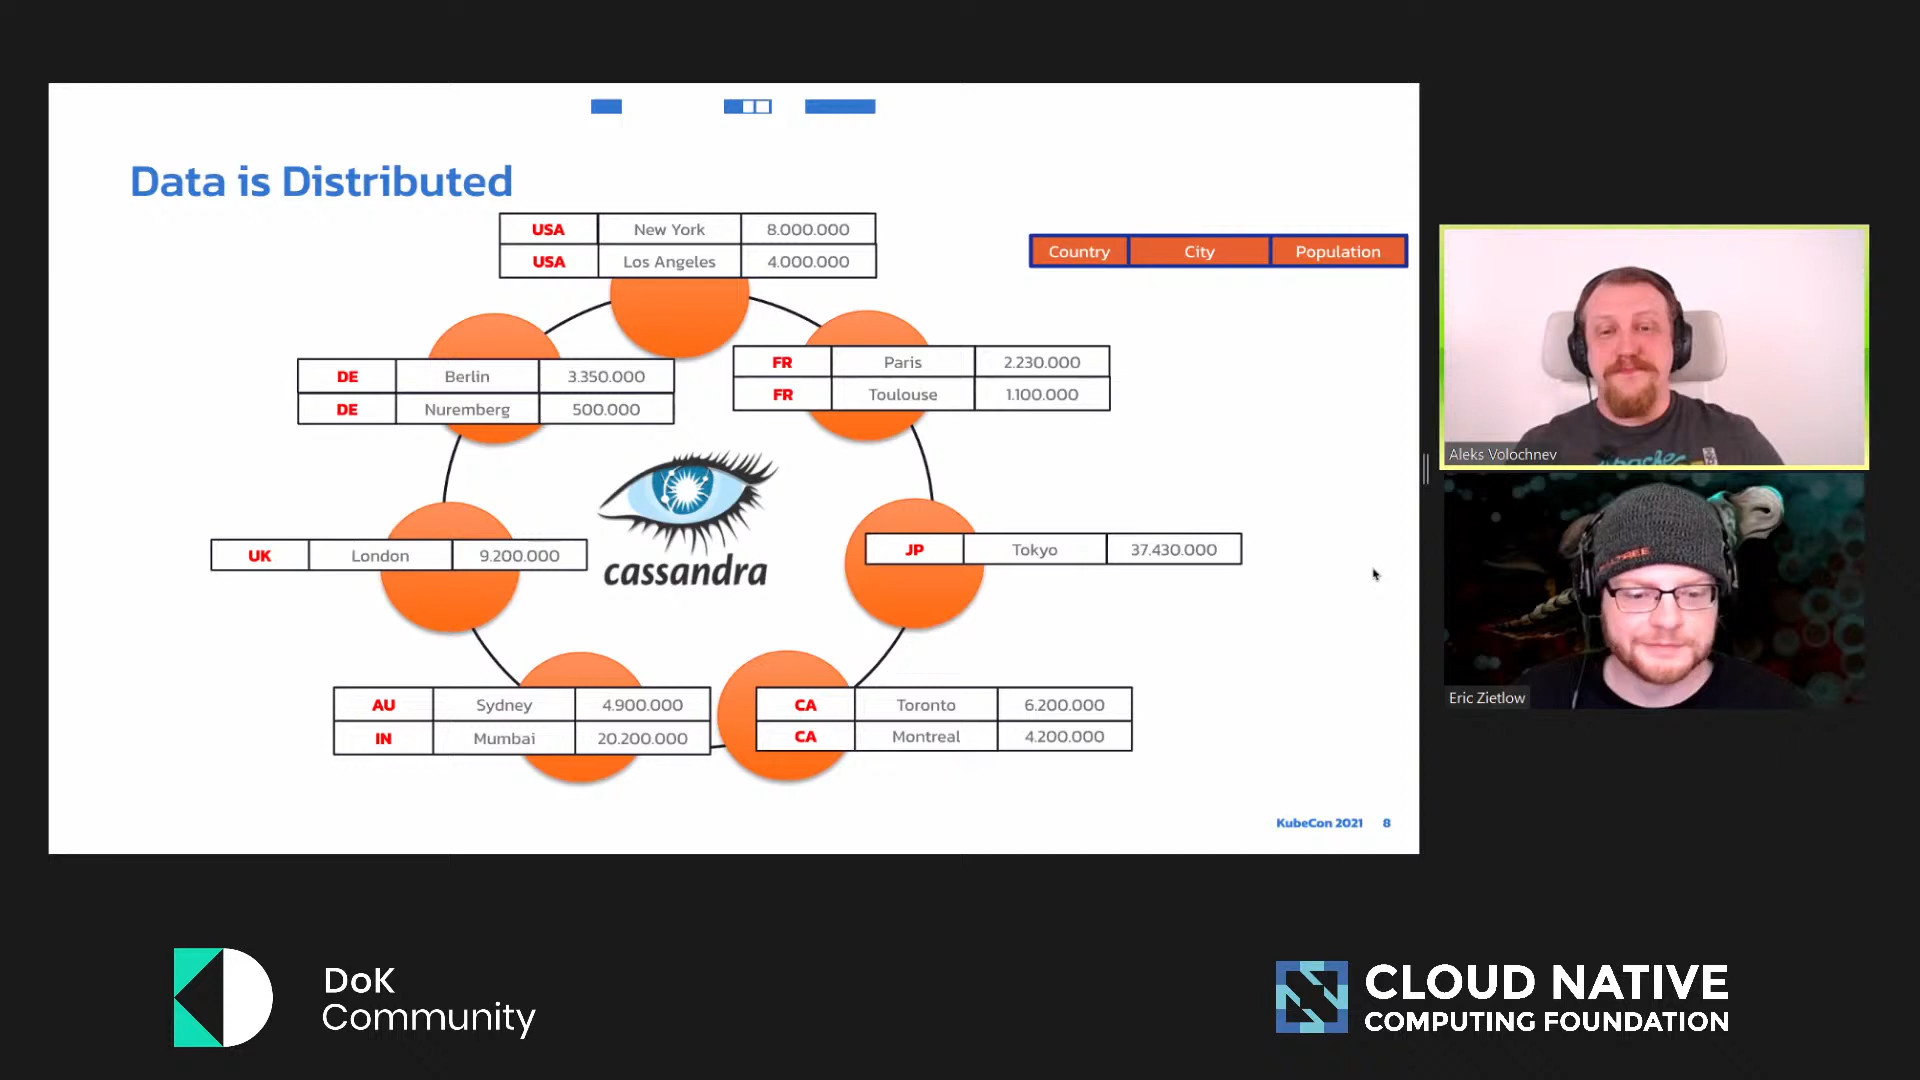 Data is Distributed
USA New York 8.000.000
USA Los Angeles 4.000.000
Country City Population
DE Berlin 3.350.000
DE Nuremberg 500.000
FR Paris 2.230.000
FR Toulouse 1.100.000
UK London 9.200.000
cassandra
JP Tokyo 37.430.000
AU Sydney 4.900.000
IN Mumbai 20.200.000
CA Toronto 6.200.000
CA Montreal 4.200.000
KubeCon 2021 8
Aleks Volochnev
Eric Zietlow
DoK
Community
CLOUD NATIVE
COMPUTING FOUNDATION